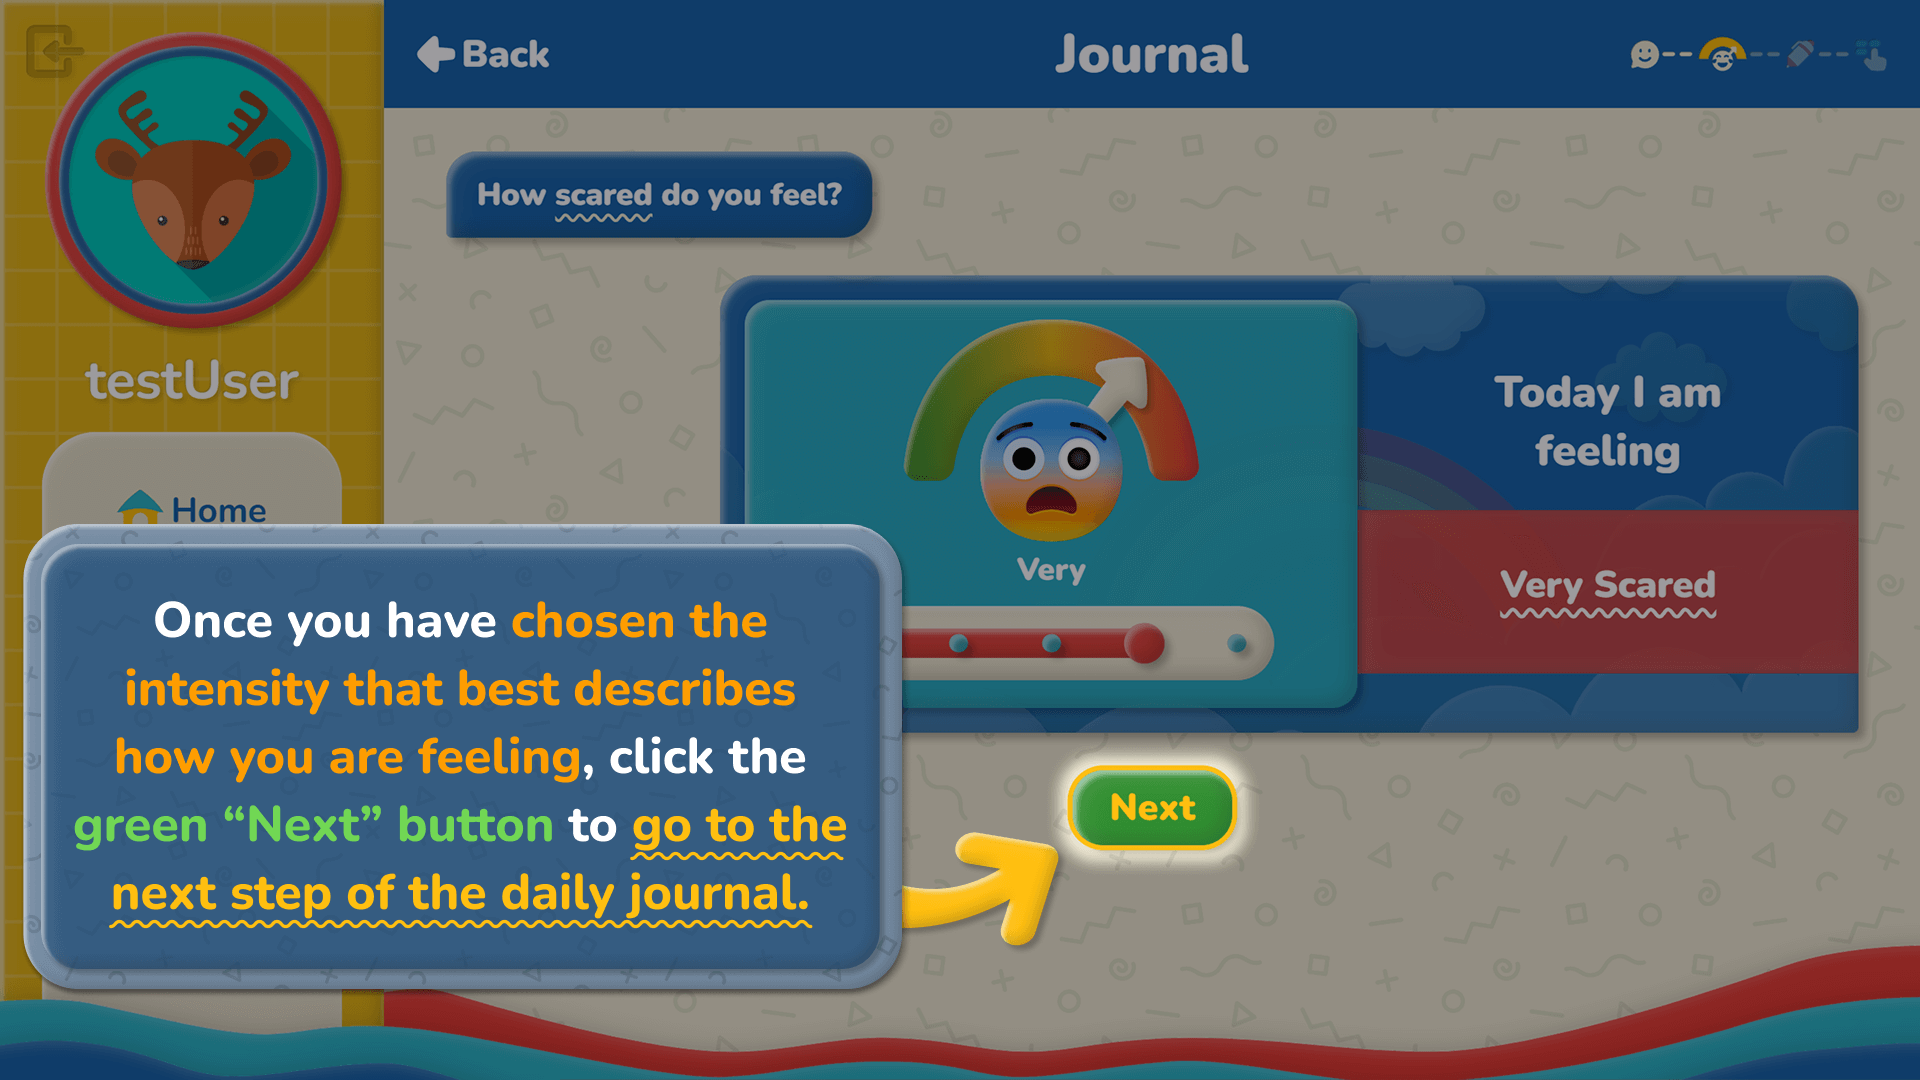 Back
Journal
testUser
Home
How scared do you feel?
Very
Today I am
feeling
Very Scared
Once you have chosen the
intensity that best describes
how you are feeling, click the
green “Next” button to go to the
next step of the daily journal.
Next